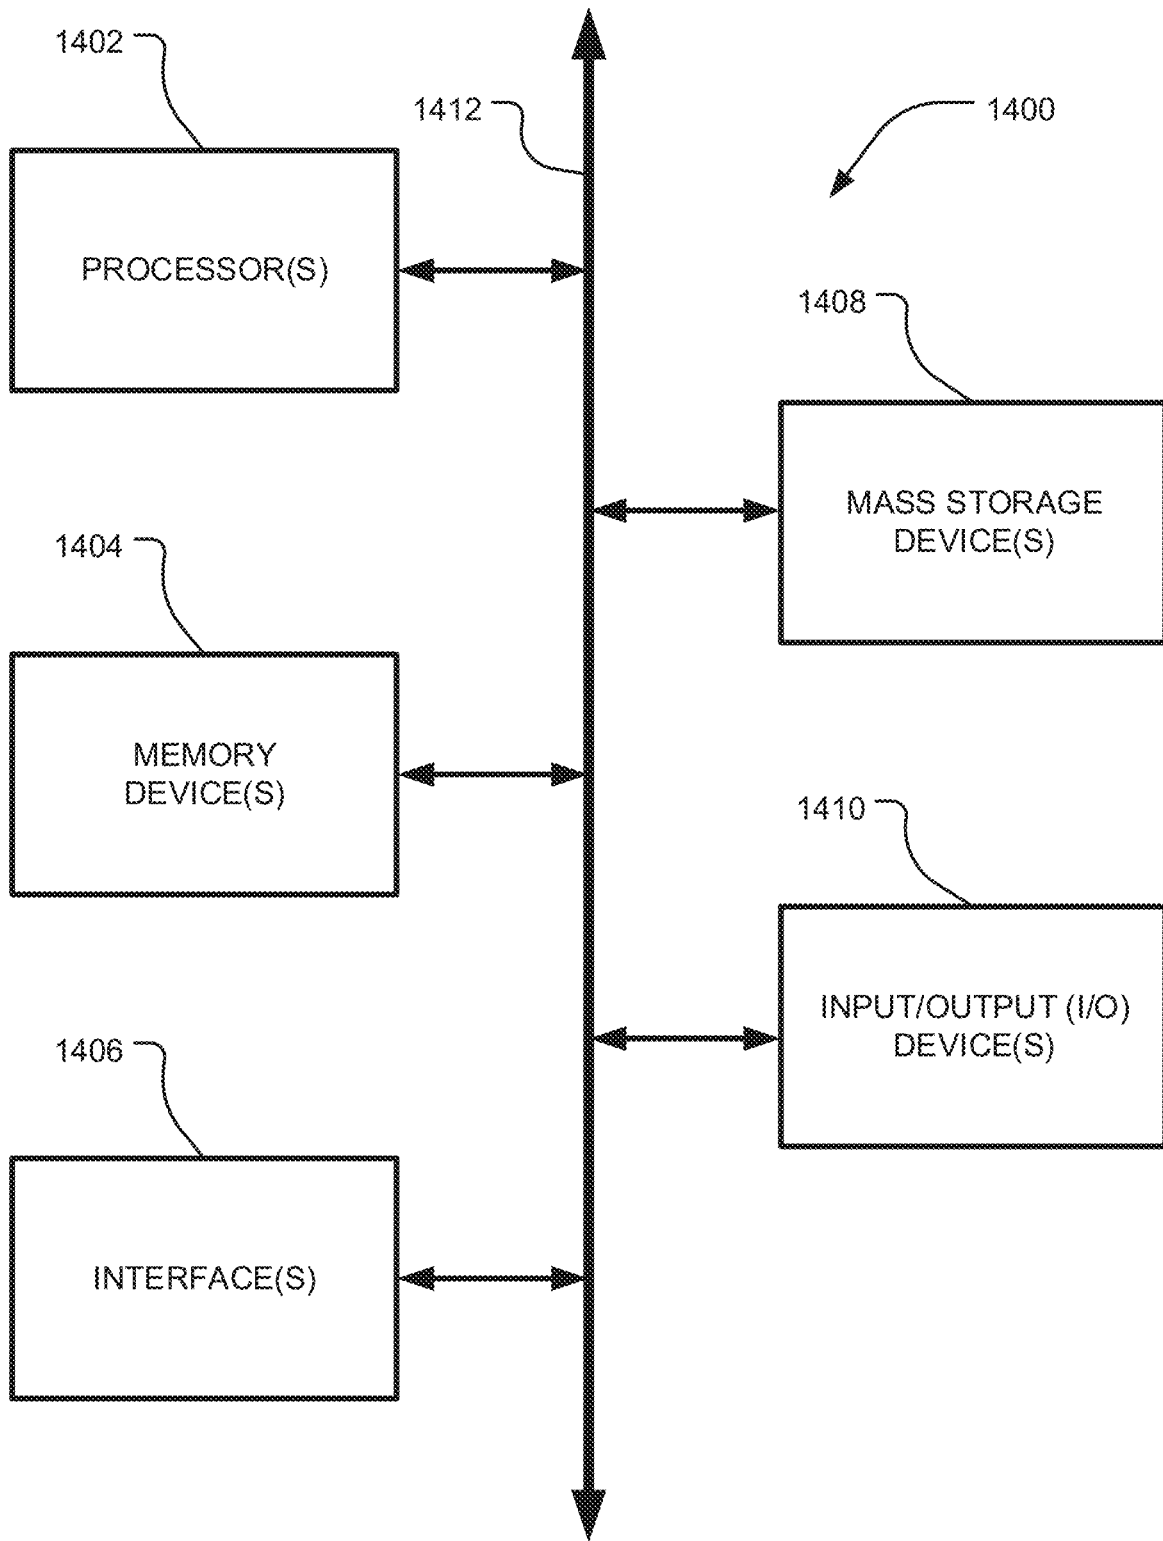 1402
1412
1400
PROCESSOR(S)
1408
MASS STORAGE
DEVICE(S)
1404
MEMORY
DEVICE(S)
1410
INPUT/OUTPUT (I/O)
DEVICE(S)
1406
INTERFACE(S)